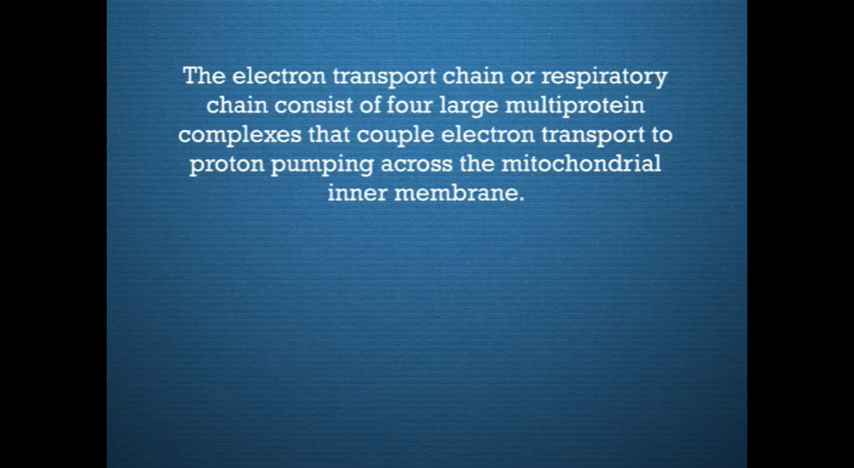 The electron transport chain or respiratory
chain consist of four large multiprotein
complexes that couple electron transport to
proton pumping across the mitochondrial
inner membrane.